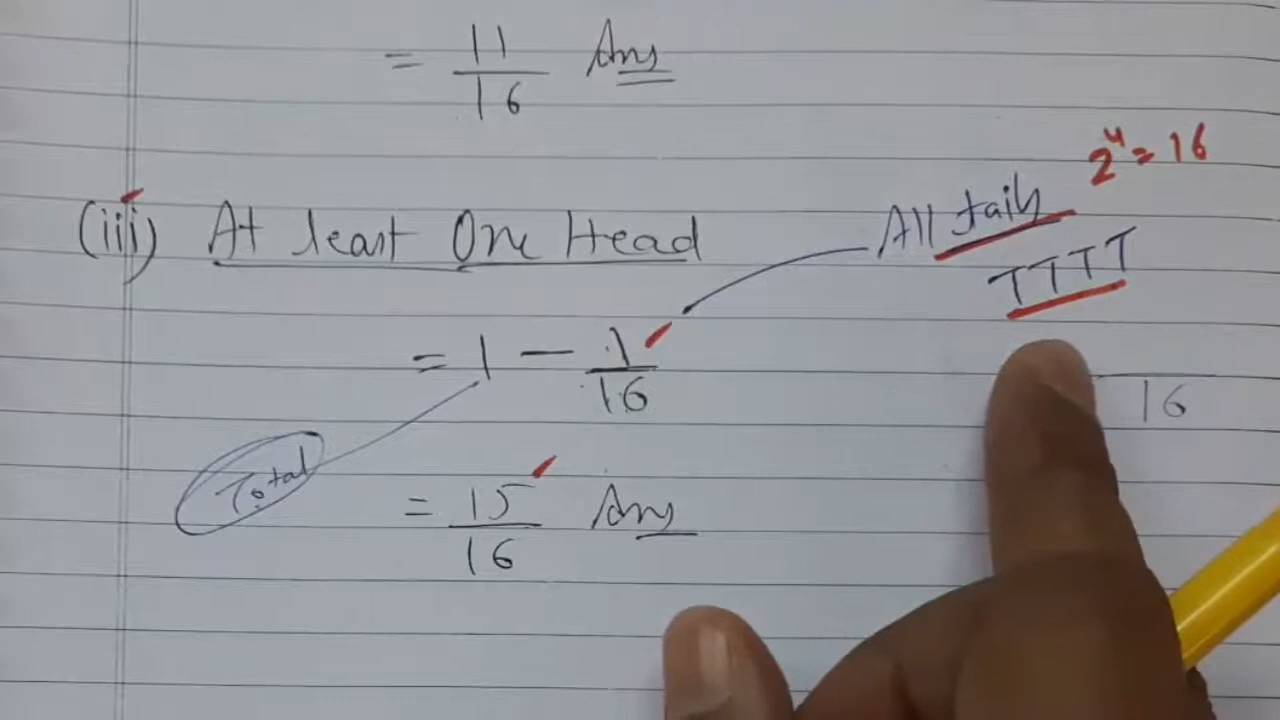 = 11/16 Ans
2⁴ = 16
(iii) At least One Head
All tails
TTTT
= 1 - 1/16
16
Total
= 15/16 Ans